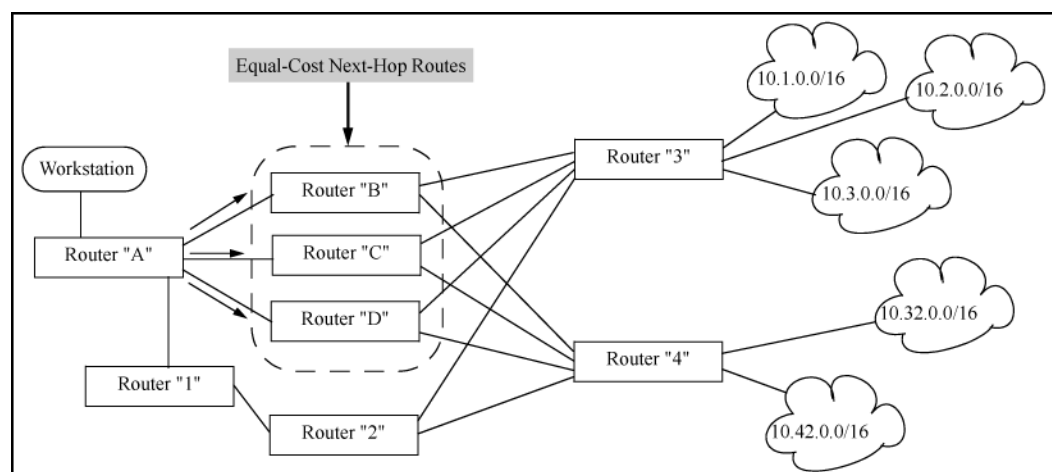 Equal-Cost Next-Hop Routes
10.1.0.0/16
10.2.0.0/16
Workstation
Router "3"
Router "B"
10.3.0.0/16
Router "A"
Router "C"
Router "D"
10.32.0.0/16
Router "4"
Router "1"
10.42.0.0/16
Router "2"